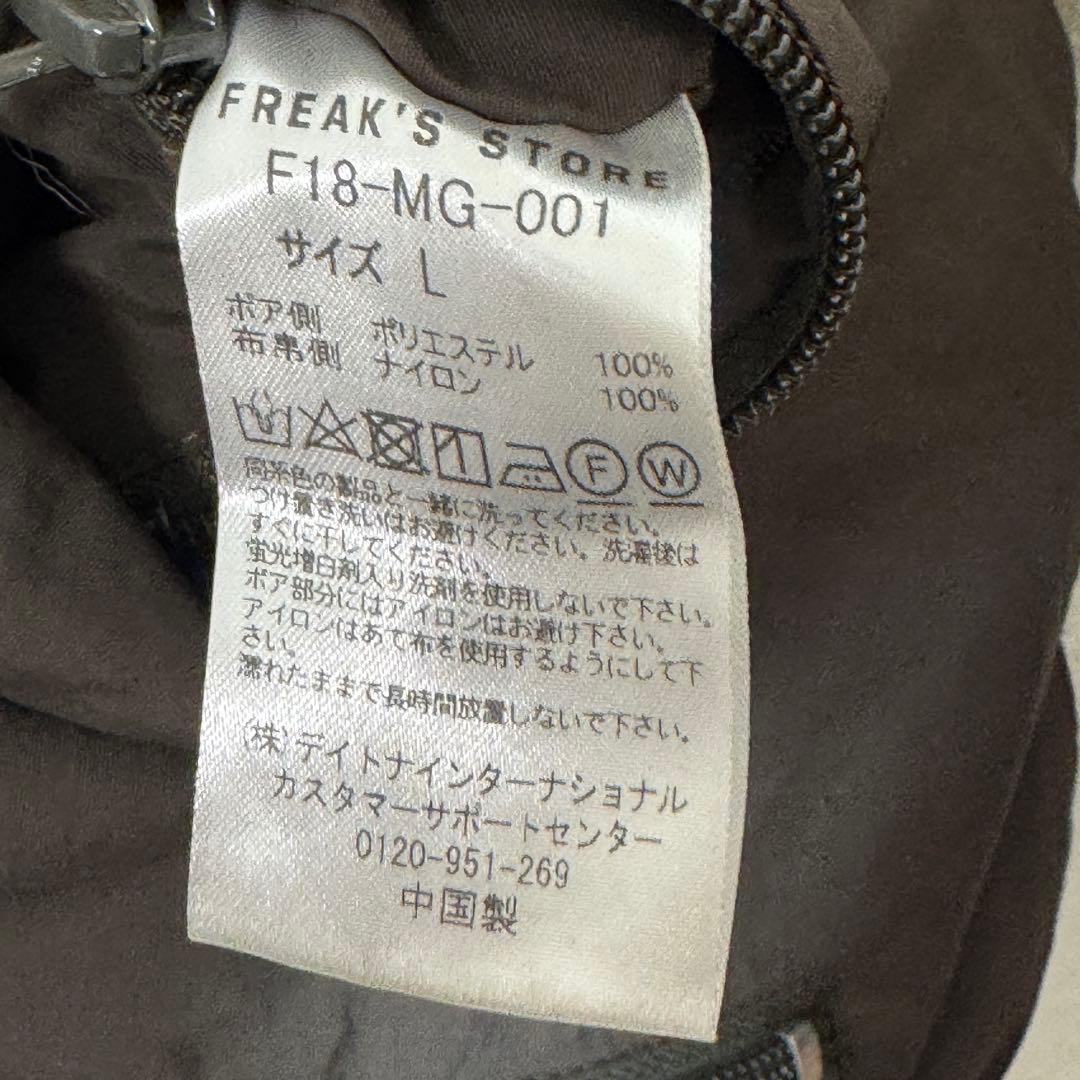 FREAK'S STORE
F18-MG-001
サイズ L
ボア側 ポリエステル 100%
布帛側 ナイロン 100%
F W
同系色の製品と一緒に洗ってください。
つけ置き洗いはお避けください。洗濯後は
すぐに干してください。
蛍光増白剤入り洗剤を使用しないで下さい。
ボア部分にはアイロンはお避け下さい。
アイロンはあて布を使用するようにして下
さい。
濡れたままで長時間放置しないで下さい。
(株)デイトナインターナショナル
カスタマーサポートセンター
0120-951-269
中国製